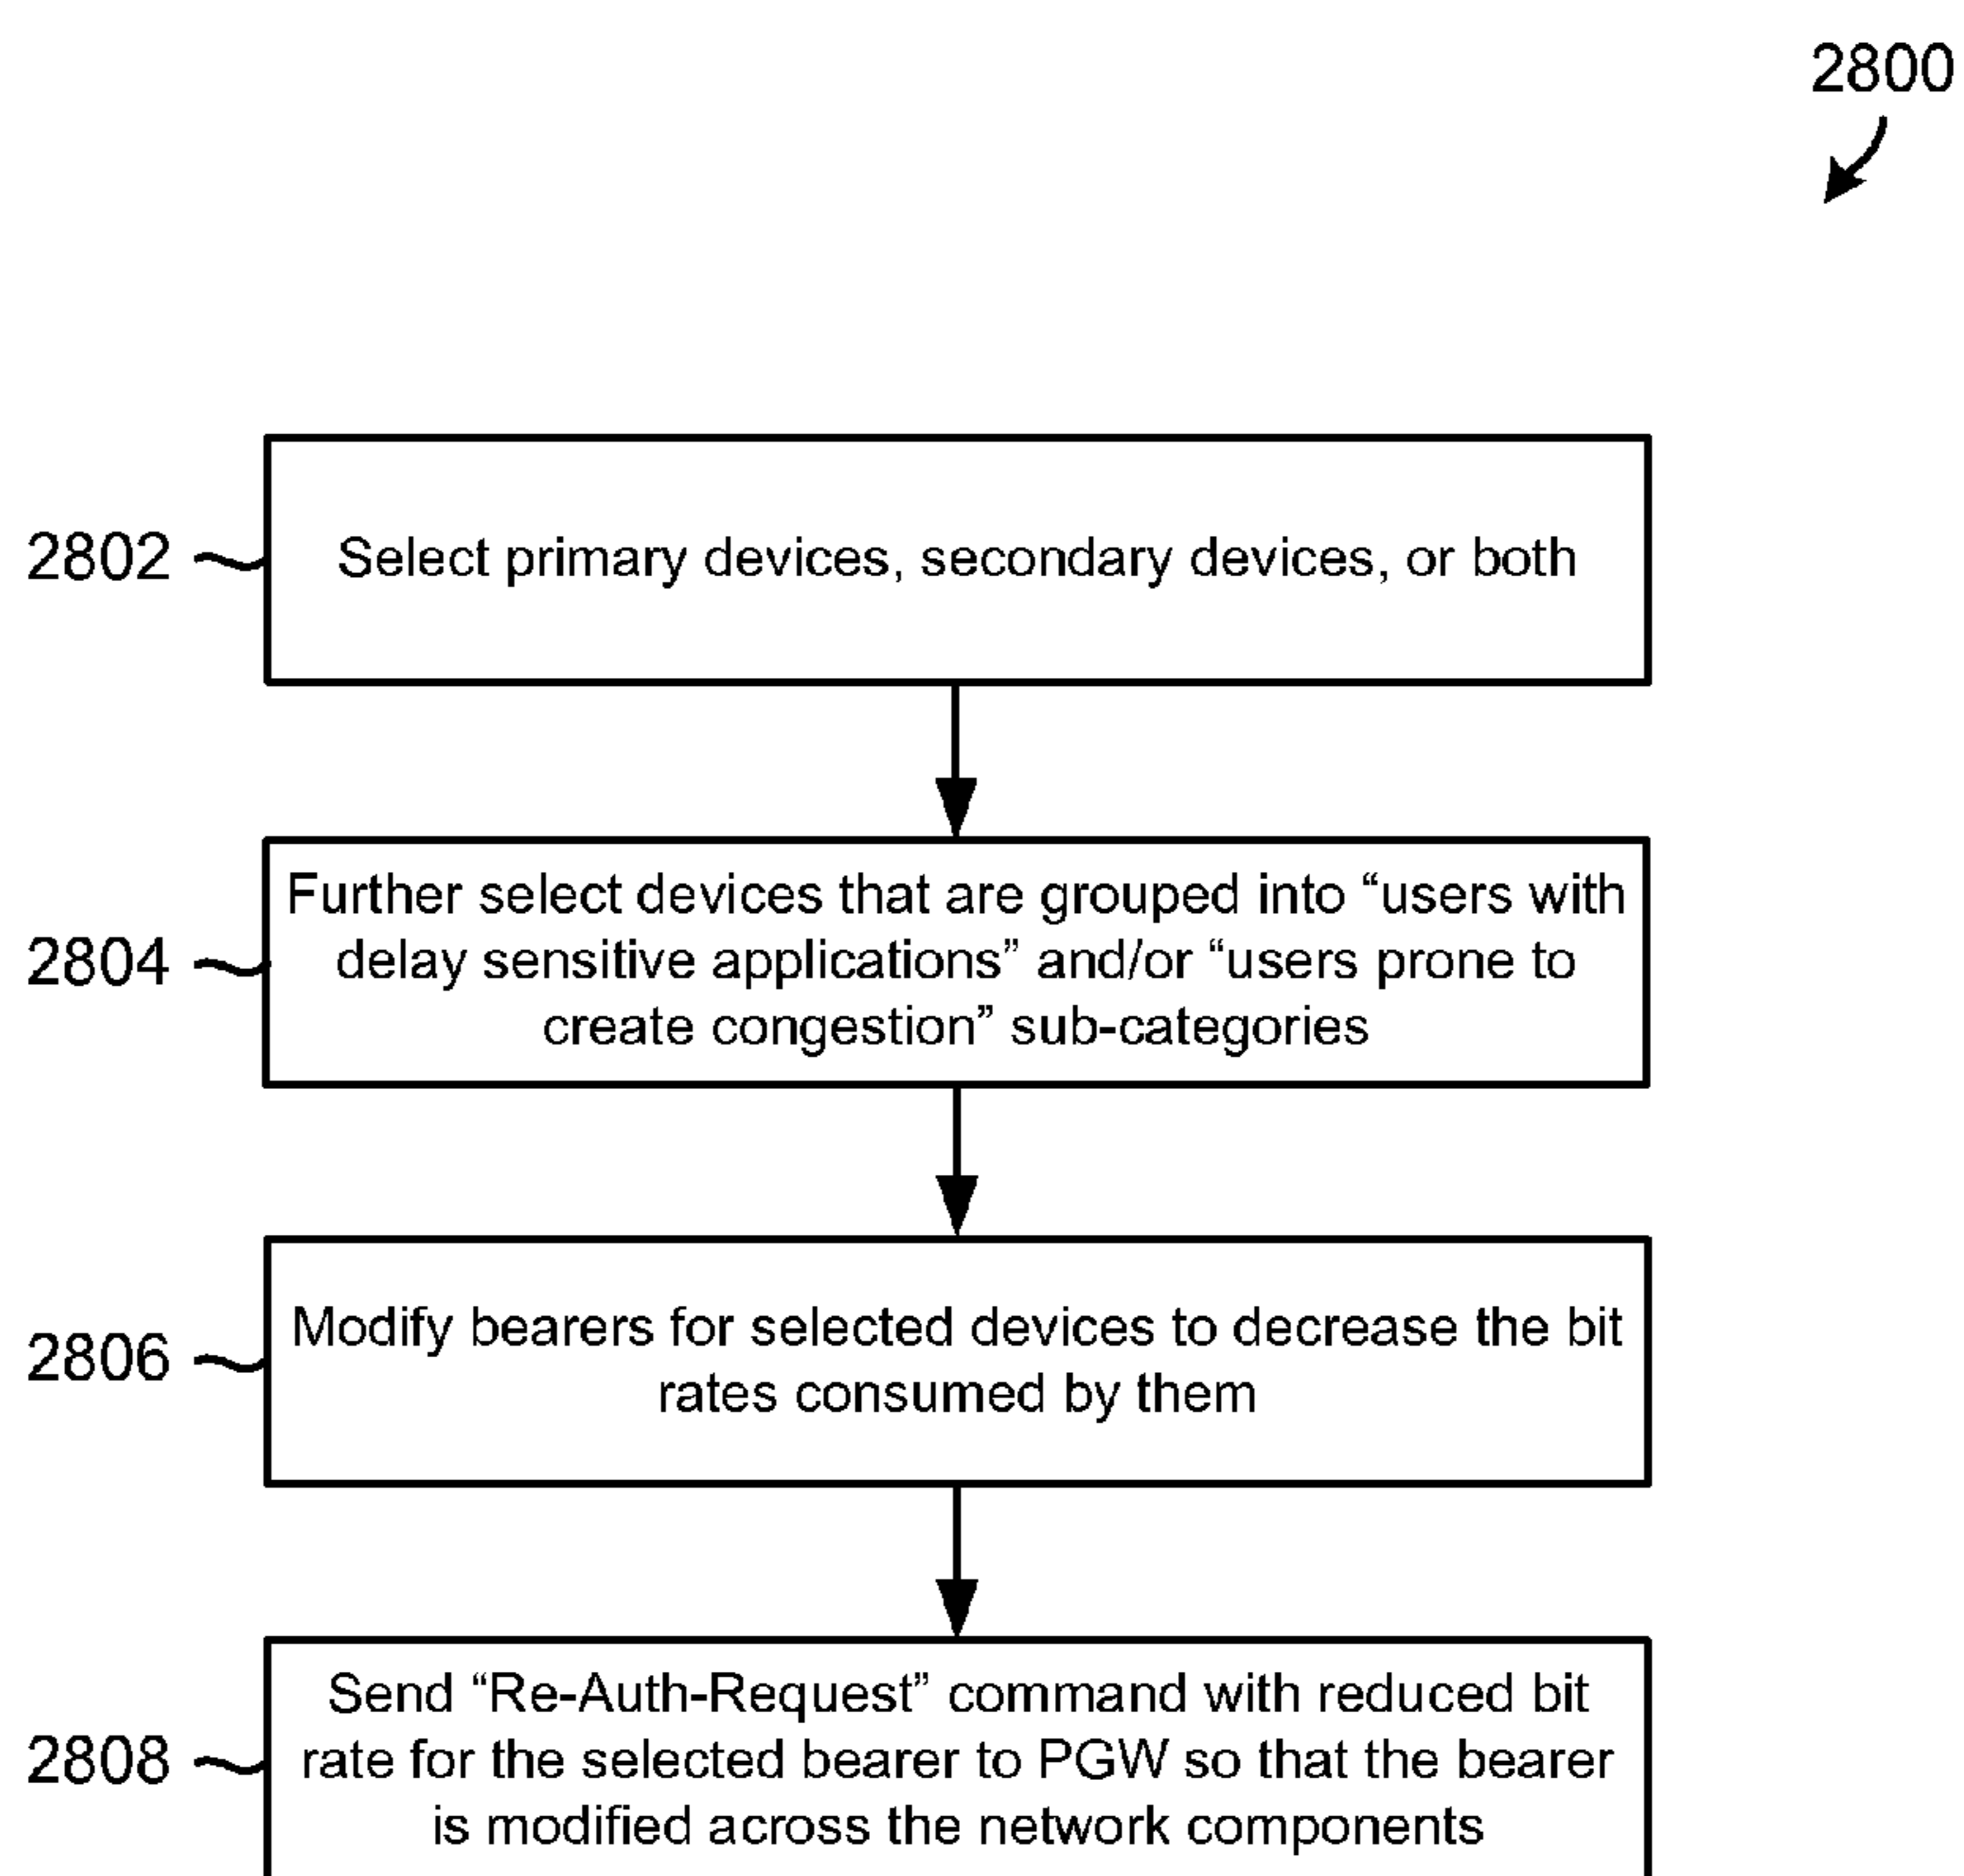 2800
2802
Select primary devices, secondary devices, or both
2804
Further select devices that are grouped into “users with
delay sensitive applications” and/or “users prone to
create congestion” sub-categories
2806
Modify bearers for selected devices to decrease the bit
rates consumed by them
2808
Send “Re-Auth-Request” command with reduced bit
rate for the selected bearer to PGW so that the bearer
is modified across the network components